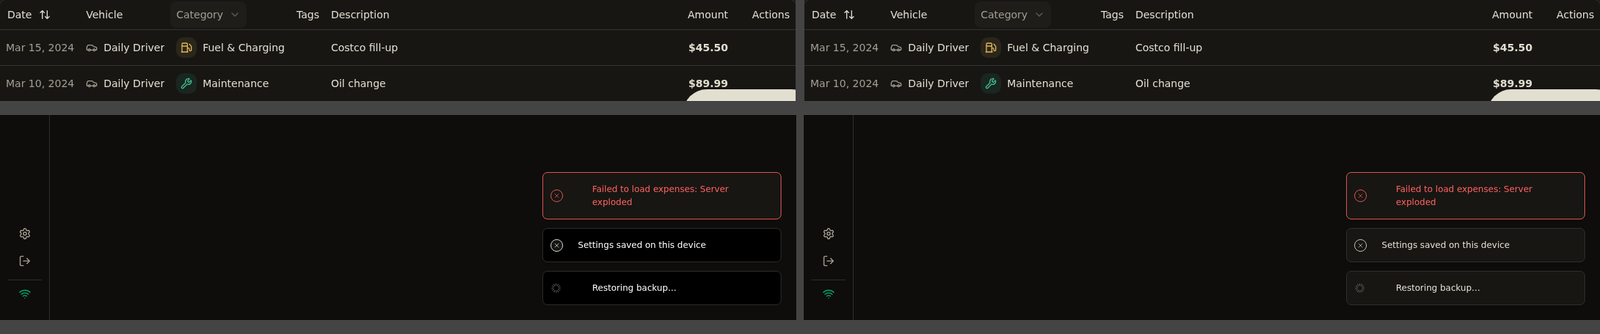 Date Vehicle Category Tags Description Amount Actions
Mar 15, 2024 Daily Driver Fuel & Charging Costco fill-up $45.50
Mar 10, 2024 Daily Driver Maintenance Oil change $89.99
Date Vehicle Category Tags Description Amount Actions
Mar 15, 2024 Daily Driver Fuel & Charging Costco fill-up $45.50
Mar 10, 2024 Daily Driver Maintenance Oil change $89.99
Failed to load expenses: Server
exploded
Settings saved on this device
Restoring backup...
Failed to load expenses: Server
exploded
Settings saved on this device
Restoring backup...